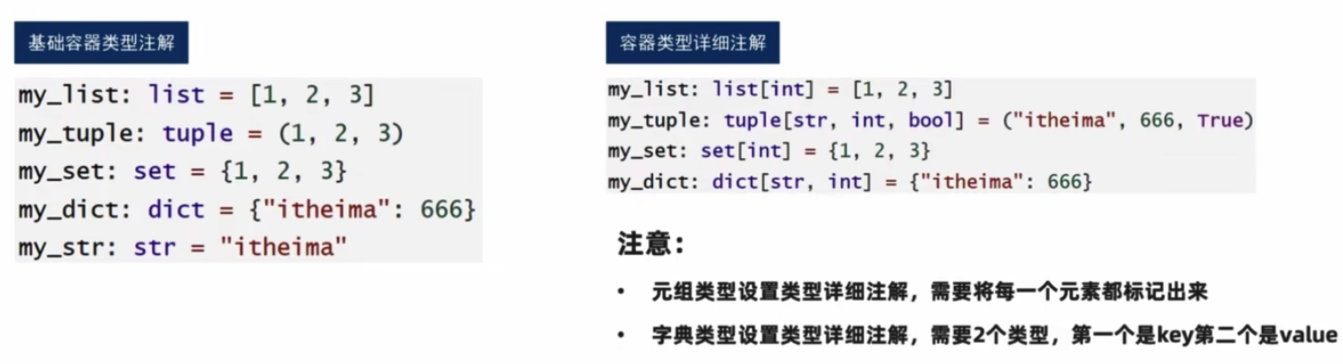 基础容器类型注解
my_list: list = [1, 2, 3]
my_tuple: tuple = (1, 2, 3)
my_set: set = {1, 2, 3}
my_dict: dict = {"itheima": 666}
my_str: str = "itheima"
容器类型详细注解
my_list: list[int] = [1, 2, 3]
my_tuple: tuple[str, int, bool] = ("itheima", 666, True)
my_set: set[int] = {1, 2, 3}
my_dict: dict[str, int] = {"itheima": 666}
注意：
• 元组类型设置类型详细注解，需要将每一个元素都标记出来
• 字典类型设置类型详细注解，需要2个类型，第一个是key第二个是value